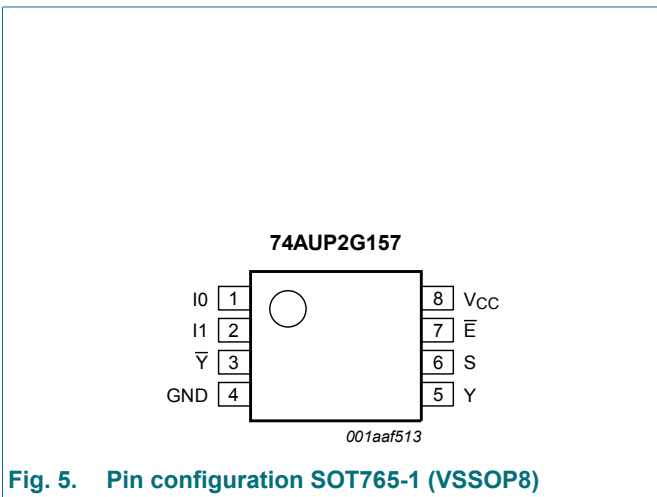 74AUP2G157
I0 1 8 VCC
I1 2 7 E̅
Y̅ 3 6 S
GND 4 5 Y
001aaf513
Fig. 5. Pin configuration SOT765-1 (VSSOP8)